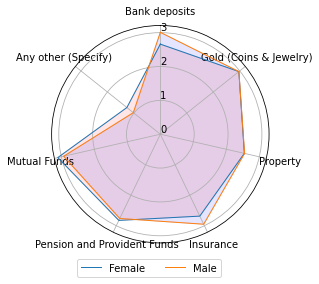 Bank deposits
3
Any other (Specify)
Gold (Coins & Jewelry)
2
1
0
Mutual Funds
Property
Pension and Provident Funds
Insurance
Female
Male